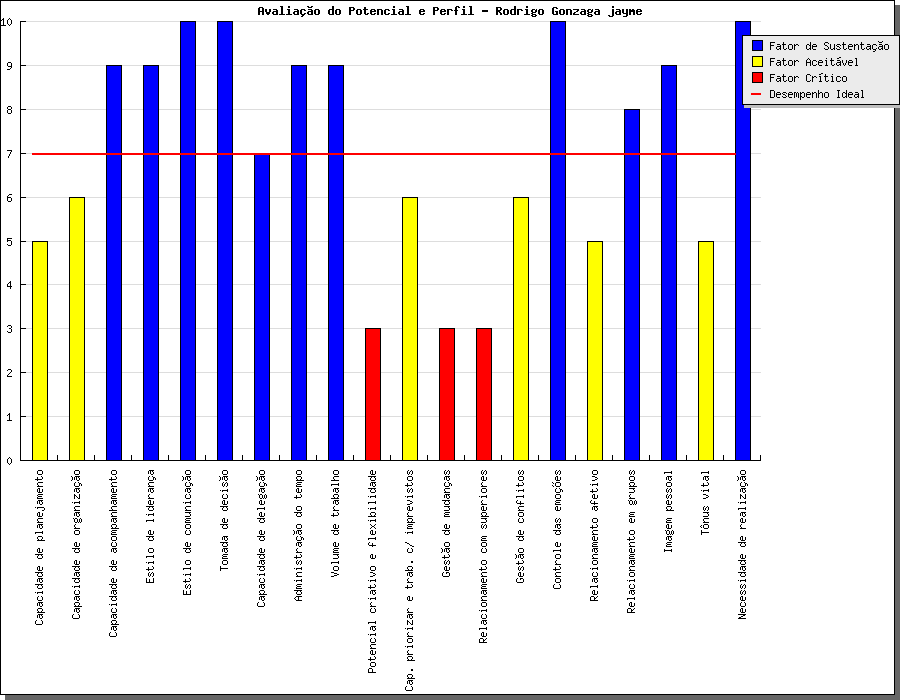 Avaliação do Potencial e Perfil - Rodrigo Gonzaga jayme
Fator de Sustentação
Fator Aceitável
Fator Crítico
Desempenho Ideal
10
9
8
7
6
5
4
3
2
1
0
Capacidade de planejamento
Capacidade de organização
Capacidade de acompanhamento
Estilo de liderança
Estilo de comunicação
Tomada de decisão
Capacidade de delegação
Administração do tempo
Volume de trabalho
Potencial criativo e flexibilidade
Cap. priorizar e trab. c/ imprevistos
Gestão de mudanças
Relacionamento com superiores
Gestão de conflitos
Controle das emoções
Relacionamento afetivo
Relacionamento em grupos
Imagem pessoal
Tônus vital
Necessidade de realização